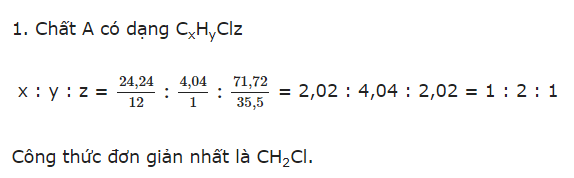 1. Chất A có dạng CₓHᵧClz
x : y : z = 24,24/12 : 4,04/1 : 71,72/35,5 = 2,02 : 4,04 : 2,02 = 1 : 2 : 1
Công thức đơn giản nhất là CH₂Cl.